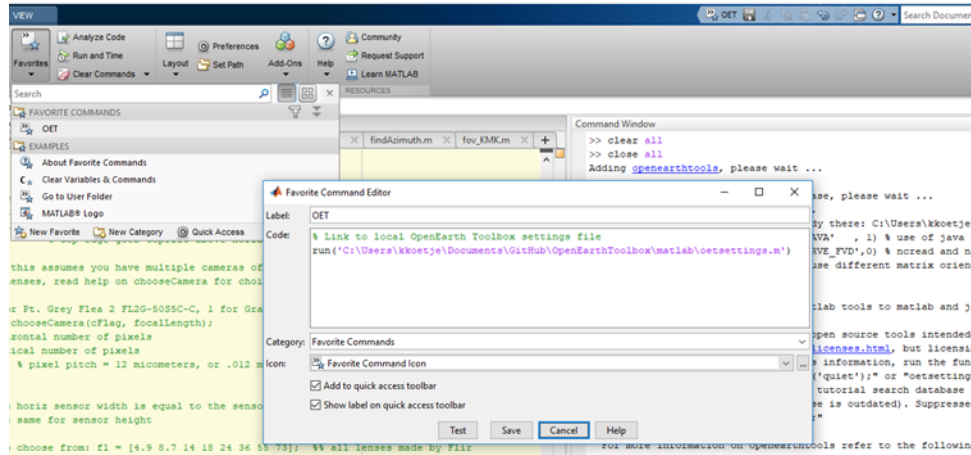 VIEW
OET
Search Documen
Favorites
Analyze Code
Run and Time
Clear Commands
Layout
Preferences
Set Path
Add-Ons
Help
Community
Request Support
Learn MATLAB
RESOURCES
Search
FAVORITE COMMANDS
OET
EXAMPLES
About Favorite Commands
Clear Variables & Commands
Go to User Folder
MATLAB® Logo
New Favorite New Category Quick Access
findAzimuth.m fov_KMK.m
this assumes you have multiple cameras of
enses, read help on chooseCamera for choi
r Pt. Grey Flea 2 FL2G-50S5C-C, 1 for Gra
chooseCamera(cFlag, focalLength);
izontal number of pixels
ical number of pixels
% pixel pitch = 12 micometers, or .012 m
horiz sensor width is equal to the senso
same for sensor height
choose from: fl = [4.9 8.7 14 18 24 36 55 73]; %% all lenses made by Flir
Command Window
>> clear all
>> close all
Adding openearthtools, please wait ...
ase, please wait ...
dy there: C:\Users\kkoetje
AVA' , 1) % use of java
RVE_FVD',0) % ncread and n
use different matrix orien
tlab tools to matlab and j
open source tools intended
licenses.html, but licensi
s information, run the fun
('quiet');" or "oetsetting
tutorial search database
se is outdated). Suppresse
For more information on openearthtools refer to the followin
Favorite Command Editor
Label: OET
Code: % Link to local OpenEarth Toolbox settings file
run('C:\Users\kkoetje\Documents\GitHub\OpenEarthToolbox\matlab\oetsettings.m')
Category: Favorite Commands
Icon: Favorite Command Icon
Add to quick access toolbar
Show label on quick access toolbar
Test Save Cancel Help